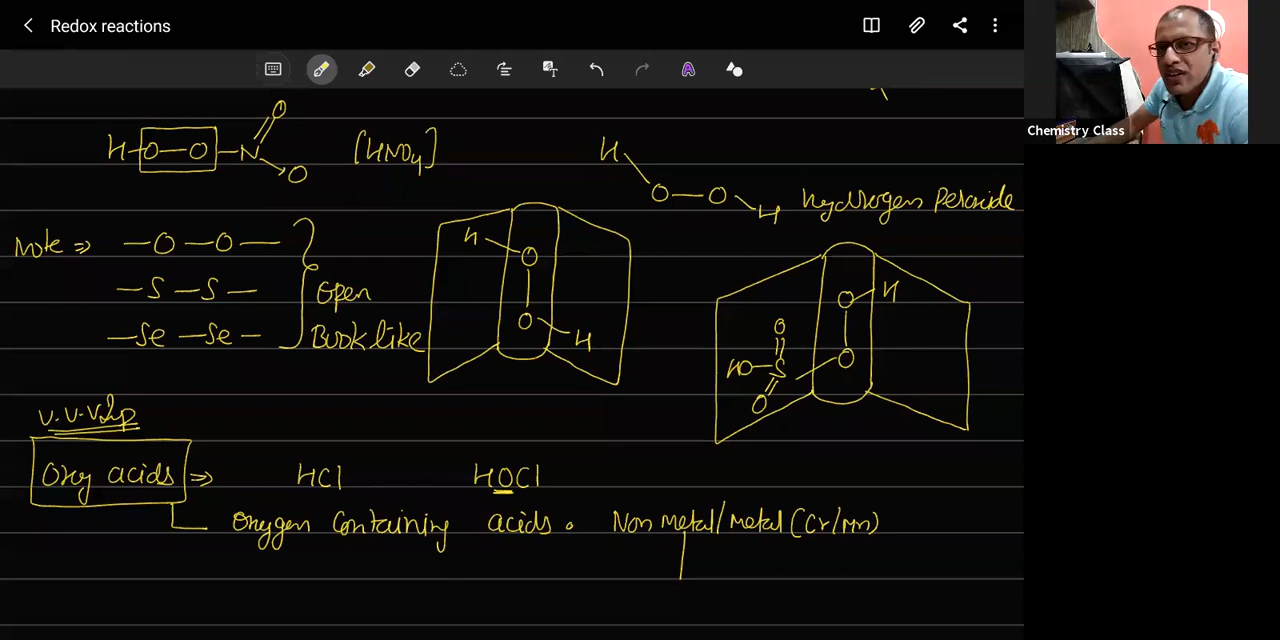 Redox reactions
Chemistry Class
H-O-O-N
O
O
[HNO4]
H
O-O
H
hydrogen Peroxide
Note ⇒ -O-O-
-S-S-
-Se-Se-
Open
Book like
H
O
O
H
O H
O
O
HO-S
O
V.V.V.Imp
Oxy acids ⇒ HCl HOCl
Oxygen containing acids. Non metal/metal (Cr/Mn)